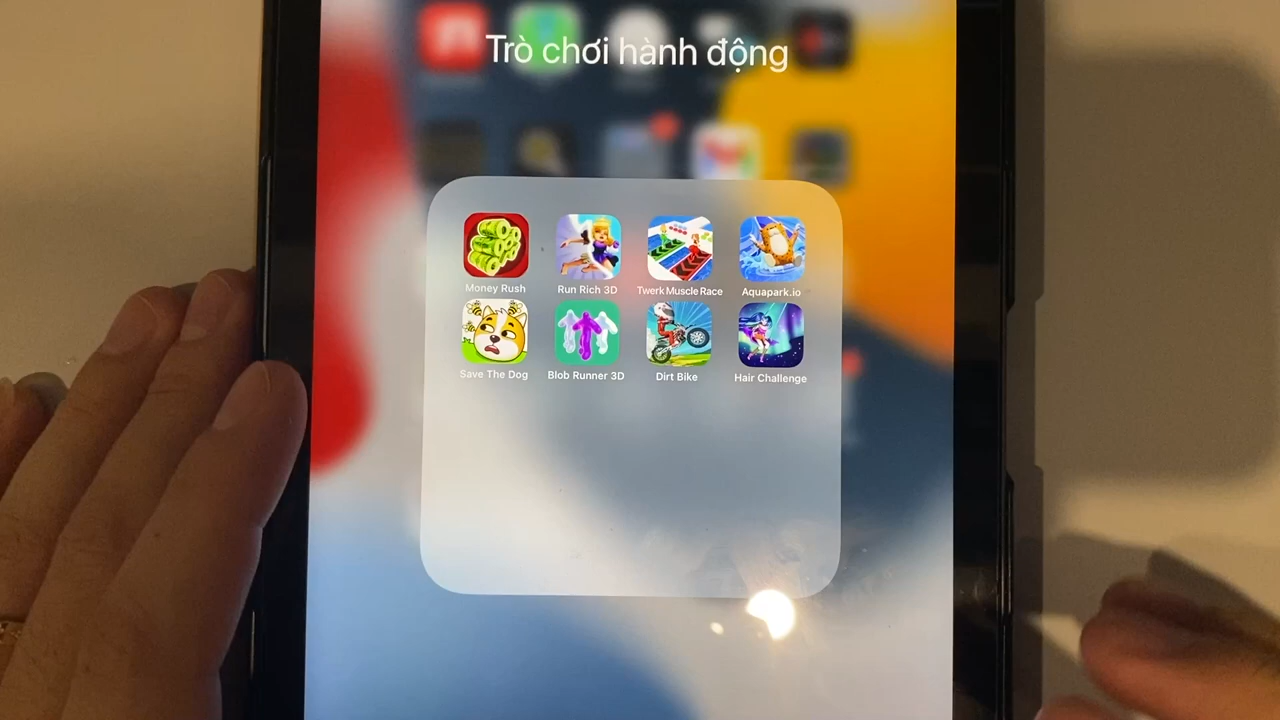 Trò chơi hành động
Money Rush
Run Rich 3D
Twerk Muscle Race
Aquapark.io
Save The Dog
Blob Runner 3D
Dirt Bike
Hair Challenge